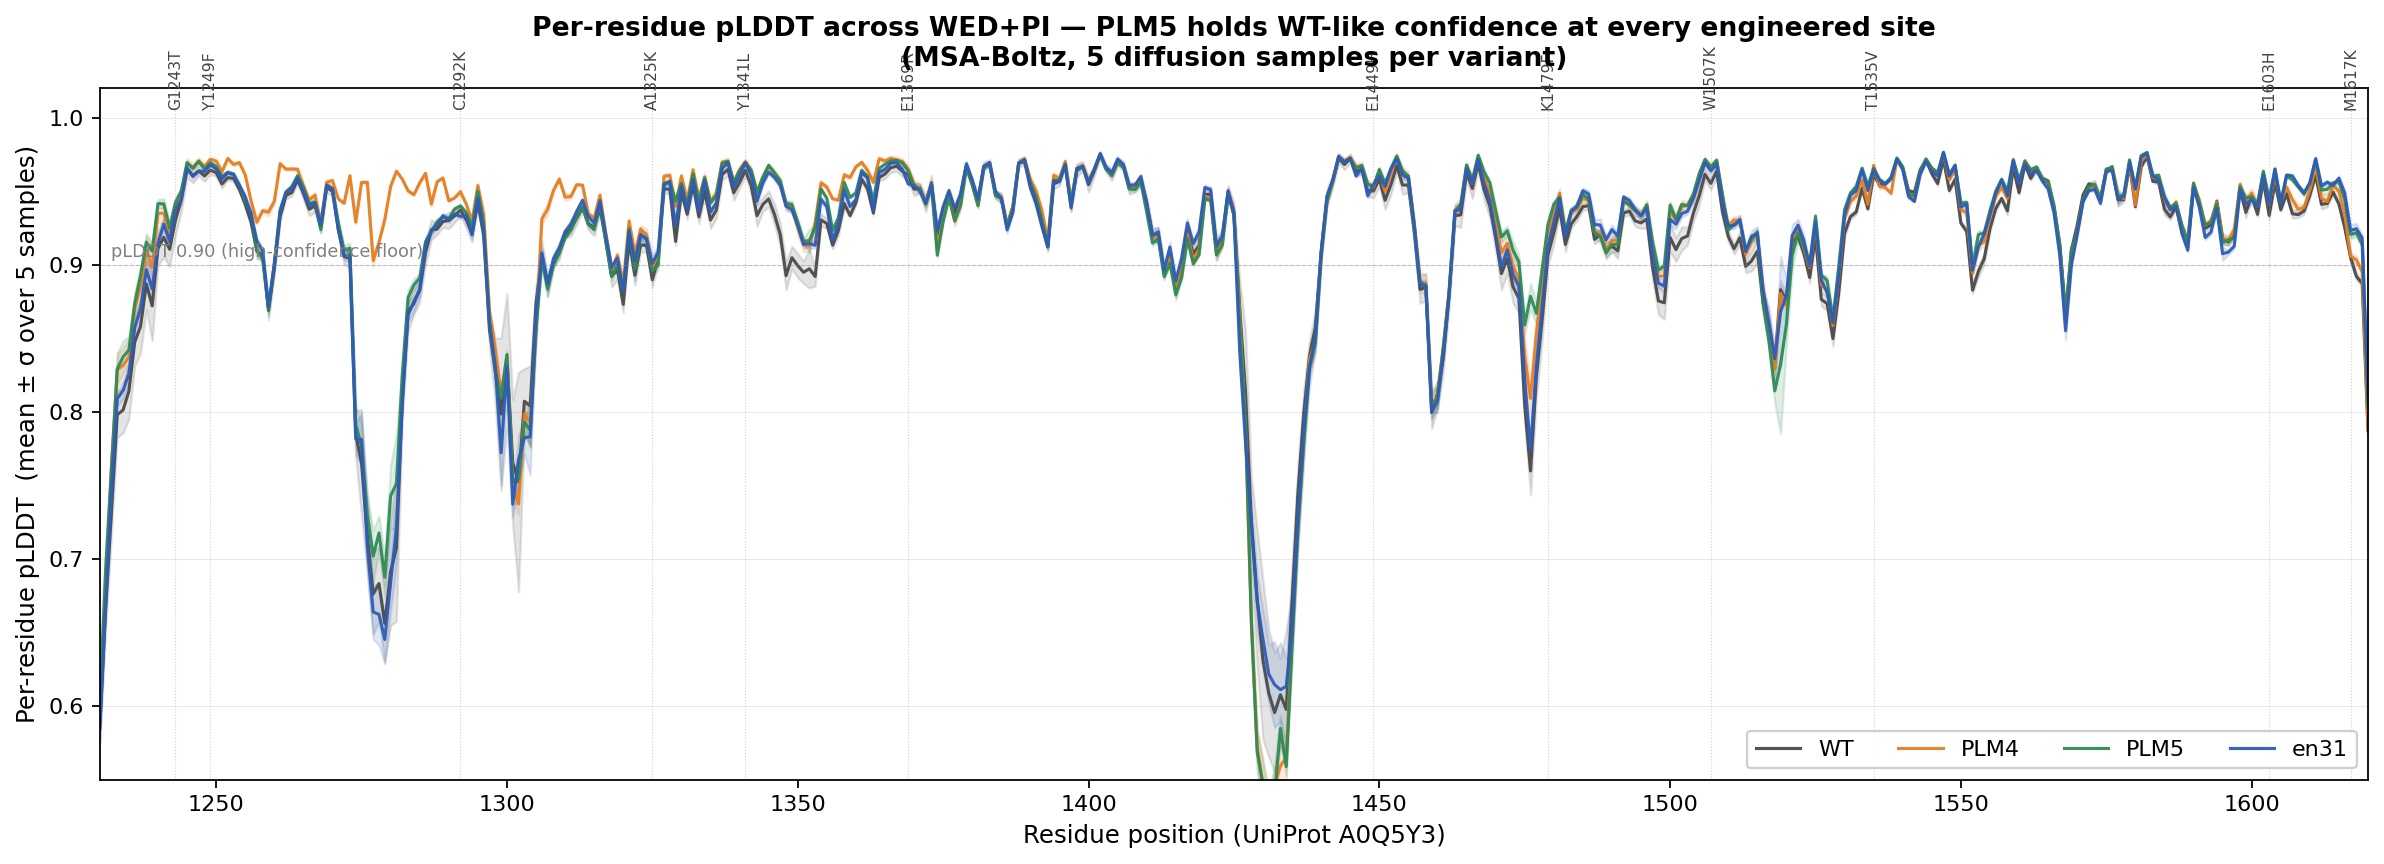 Per-residue pLDDT across WED+PI — PLM5 holds WT-like confidence at every engineered site
(MSA-Boltz, 5 diffusion samples per variant)
G1243T
Y1249F
C1292K
A1325K
Y1341L
E1369R
W1507K
T1535V
E1603H
M1617K
1.0
0.9
0.8
0.7
0.6
Per-residue pLDDT (mean ± σ over 5 samples)
pLDDT 0.90 (high-confidence floor)
WT
PLM4
PLM5
en31
1250
1300
1350
1400
1450
1500
1550
1600
Residue position (UniProt A0Q5Y3)